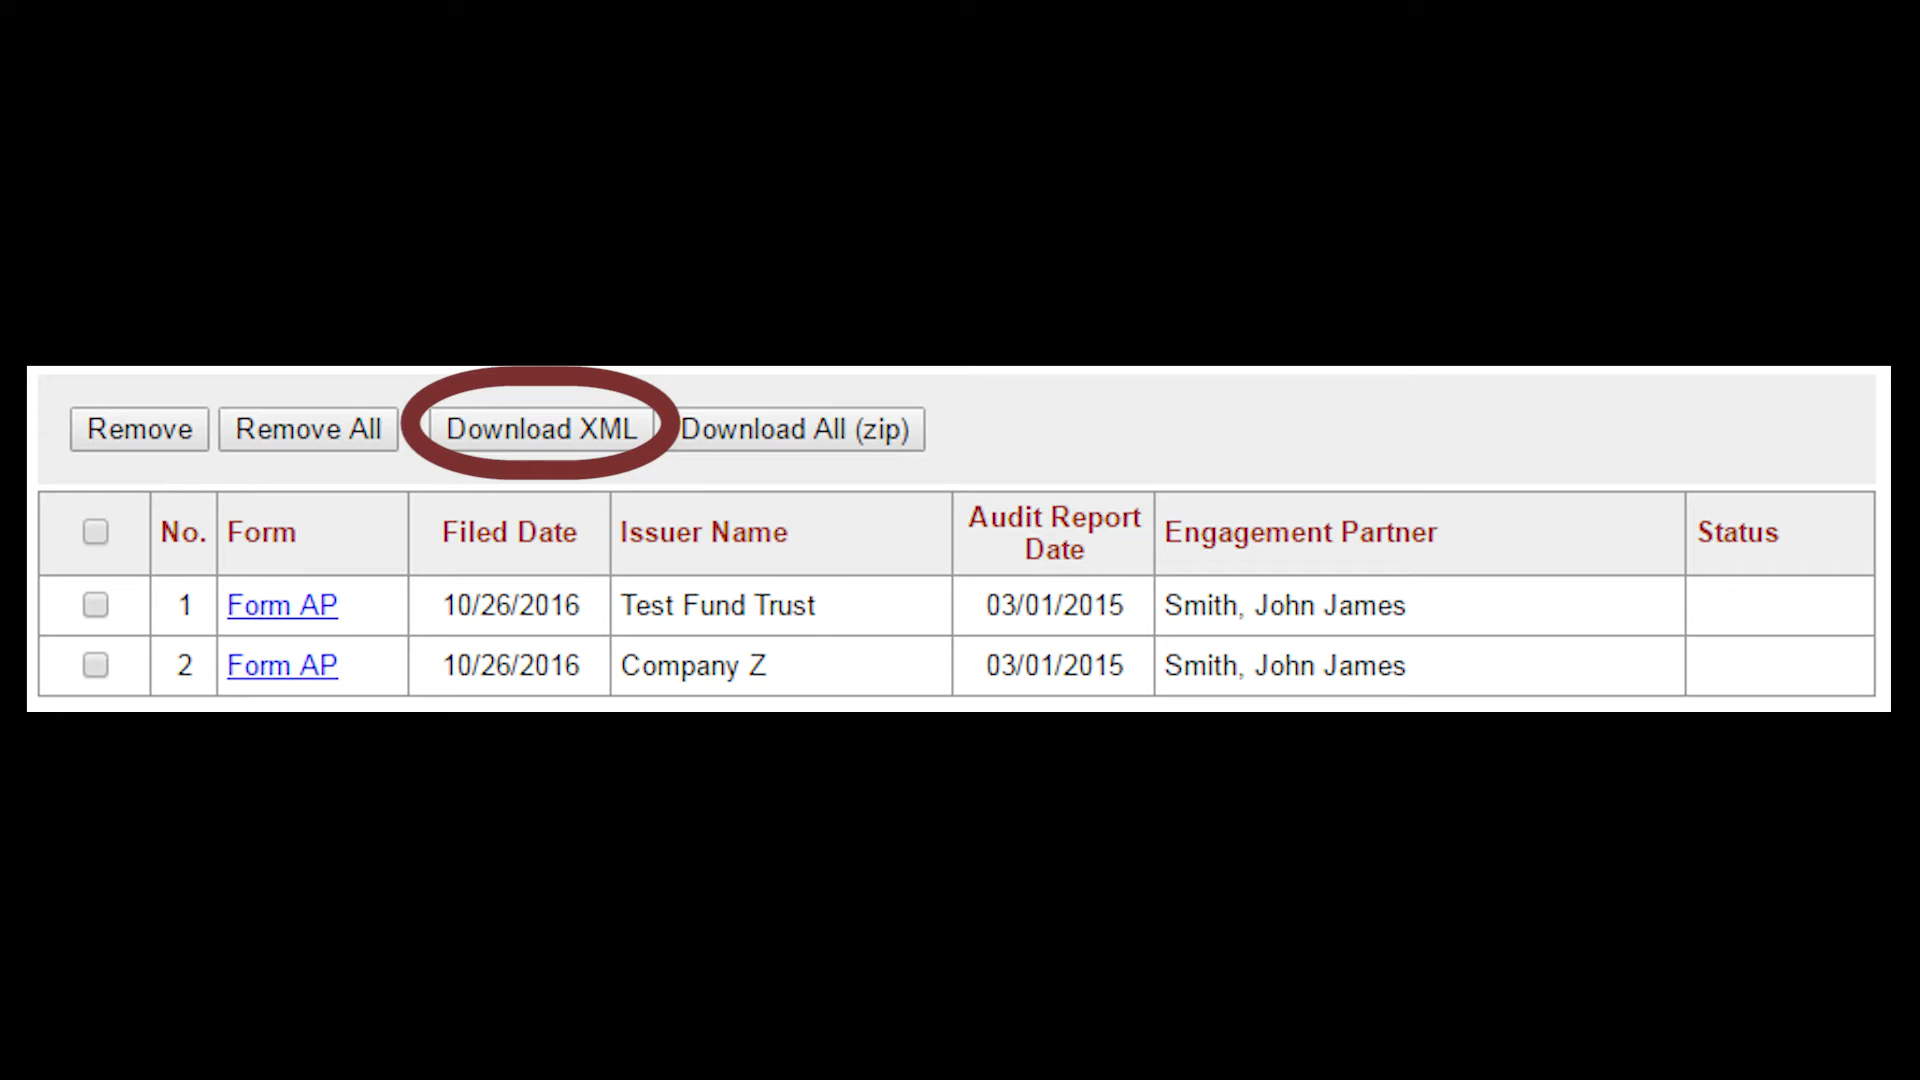 Remove Remove All Download XML Download All (zip)
No. Form Filed Date Issuer Name Audit Report Date Engagement Partner Status
1 Form AP 10/26/2016 Test Fund Trust 03/01/2015 Smith, John James
2 Form AP 10/26/2016 Company Z 03/01/2015 Smith, John James